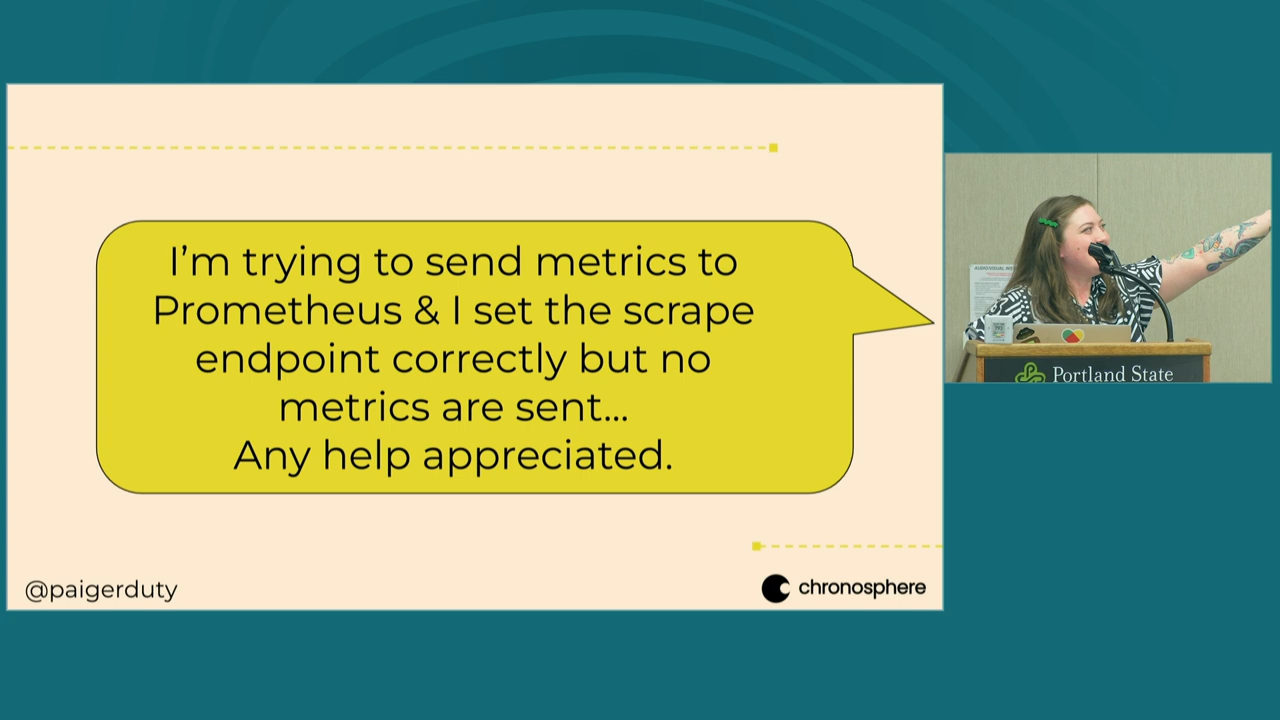 I'm trying to send metrics to
Prometheus & I set the scrape
endpoint correctly but no
metrics are sent...
Any help appreciated.
@paigerduty
chronosphere
Portland State